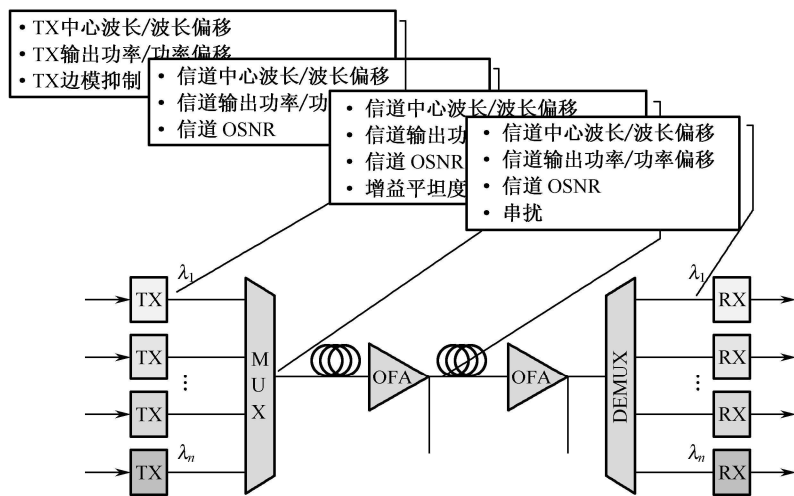 • TX中心波长/波长偏移
• TX输出功率/功率偏移
• TX边模抑制
• 信道中心波长/波长偏移
• 信道输出功率/功
• 信道 OSNR
• 信道中心波长/波长偏移
• 信道输出功
• 信道 OSNR
• 增益平坦度
• 信道中心波长/波长偏移
• 信道输出功率/功率偏移
• 信道 OSNR
• 串扰
λ1
TX
TX
⋮
TX
λn
TX
MUX
OFA
OFA
DEMUX
λ1
RX
RX
⋮
RX
λn
RX